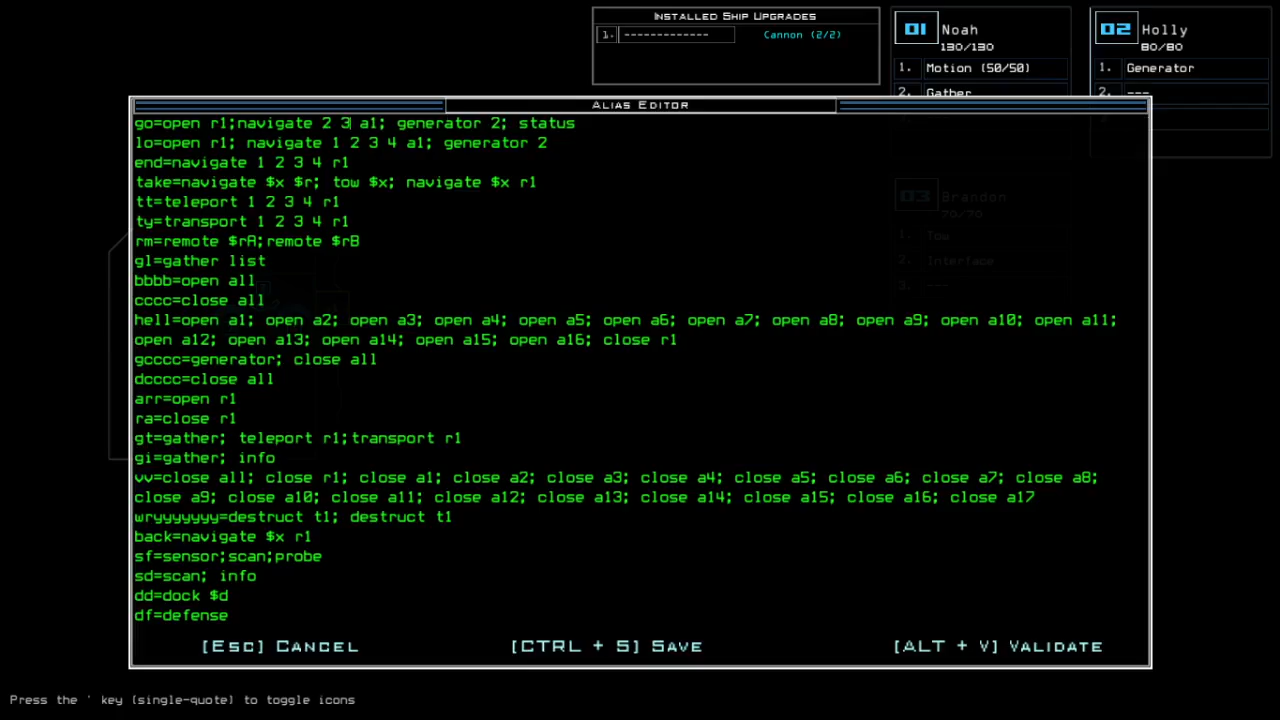 Installed Ship Upgrades
1. ------------- Cannon (2/2)
01 Noah
130/130
1. Motion (50/50)
2. Gather
02 Holly
80/80
1. Generator
2. ---
03 Brandon
70/70
1. Tow
2. Interface
3. ---
Alias Editor
go=open r1;navigate 2 3 a1; generator 2; status
lo=open r1; navigate 1 2 3 4 a1; generator 2
end=navigate 1 2 3 4 r1
take=navigate $x $r; tow $x; navigate $x r1
tt=teleport 1 2 3 4 r1
ty=transport 1 2 3 4 r1
rm=remote $rA;remote $rB
gl=gather list
bbbb=open all
cccc=close all
hell=open a1; open a2; open a3; open a4; open a5; open a6; open a7; open a8; open a9; open a10; open a11;
open a12; open a13; open a14; open a15; open a16; close r1
gcccc=generator; close all
dcccc=close all
arr=open r1
ra=close r1
gt=gather; teleport r1;transport r1
gi=gather; info
vv=close all; close r1; close a1; close a2; close a3; close a4; close a5; close a6; close a7; close a8;
close a9; close a10; close a11; close a12; close a13; close a14; close a15; close a16; close a17
wryyyyyyy=destruct t1; destruct t1
back=navigate $x r1
sf=sensor;scan;probe
sd=scan; info
dd=dock $d
df=defense
[Esc] Cancel [CTRL + S] Save [ALT + V] Validate
Press the ' key (single-quote) to toggle icons